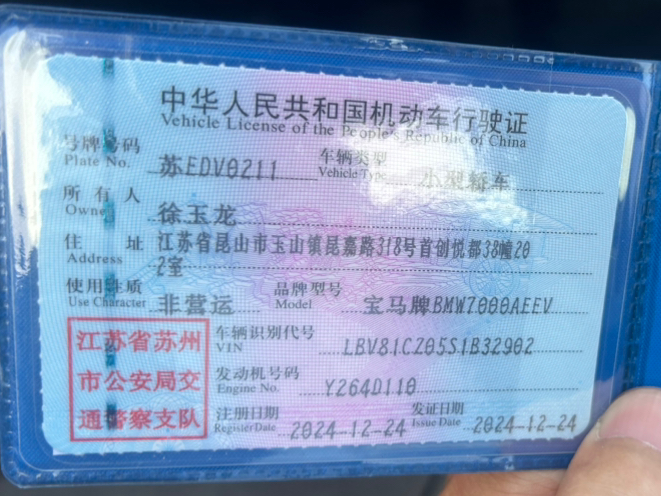 中华人民共和国机动车行驶证
Vehicle License of the People's Republic of China
号牌号码 Plate No. 苏EDV0211 车辆类型 Vehicle Type 小型轿车
所有人 Owner 徐玉龙
住址 Address 江苏省昆山市玉山镇昆嘉路318号首创悦都38幢20
2室
使用性质 Use Character 非营运 品牌型号 Model 宝马牌BMW7000AEEV
江苏省苏州
市公安局交
通警察支队
车辆识别代号 VIN LBV81CZ05S1B32902
发动机号码 Engine No. Y264D110
注册日期 Register Date 2024-12-24 发证日期 Issue Date 2024-12-24